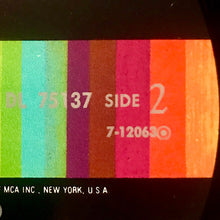 DL 75137 SIDE 2
7-12063
MCA INC., NEW YORK, U.S.A